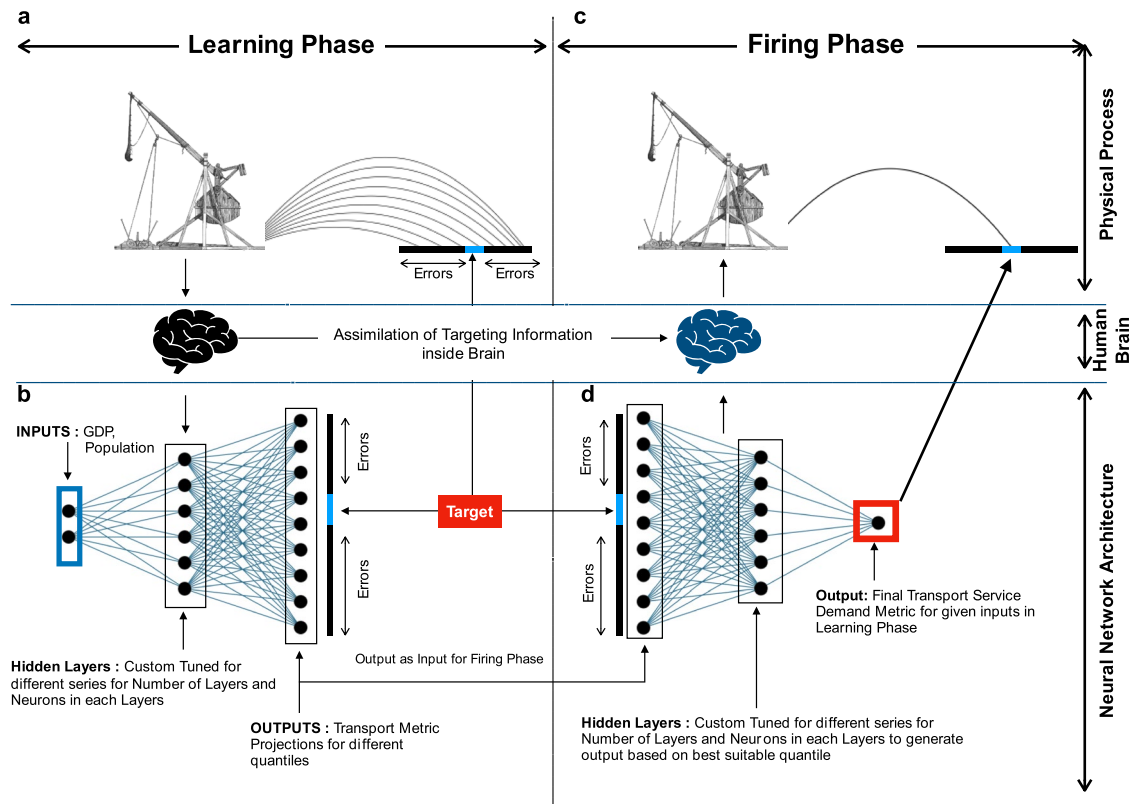 a
c
Learning Phase
Firing Phase
Physical Process
Errors
Errors
Assimilation of Targeting Information
inside Brain
Human
Brain
b
d
INPUTS : GDP,
Population
Errors
Errors
Target
Errors
Errors
Neural Network Architecture
Output: Final Transport Service
Demand Metric for given inputs in
Learning Phase
Output as Input for Firing Phase
Hidden Layers : Custom Tuned for
different series for Number of Layers and
Neurons in each Layers
OUTPUTS : Transport Metric
Projections for different
quantiles
Hidden Layers : Custom Tuned for different series for
Number of Layers and Neurons in each Layers to generate
output based on best suitable quantile